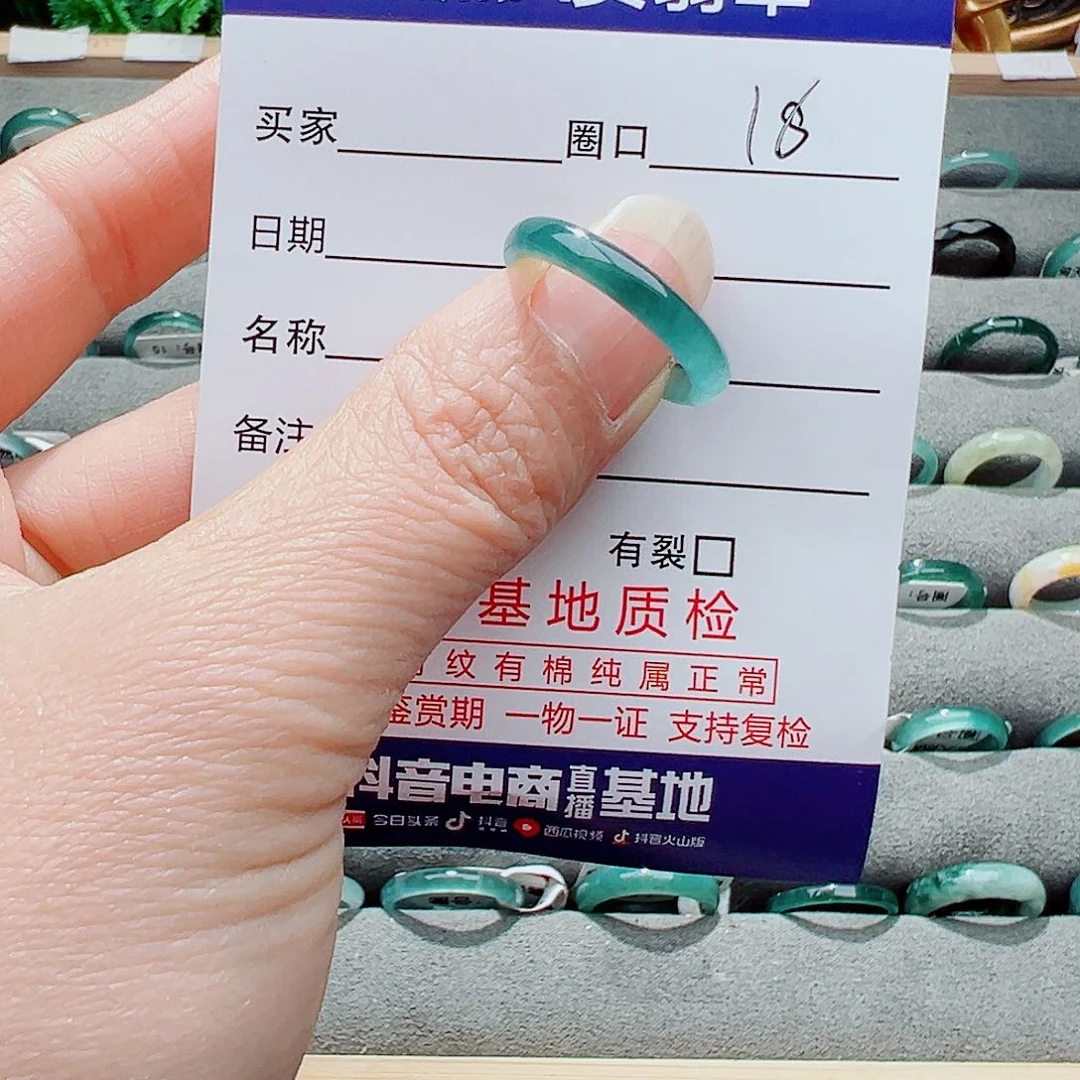 买家 圈口 18
日期
名称
备注
有裂□
基地质检
纹有棉纯属正常
鉴赏期 一物一证 支持复检
抖音电商直播基地
今日头条 抖音 西瓜视频 抖音火山版